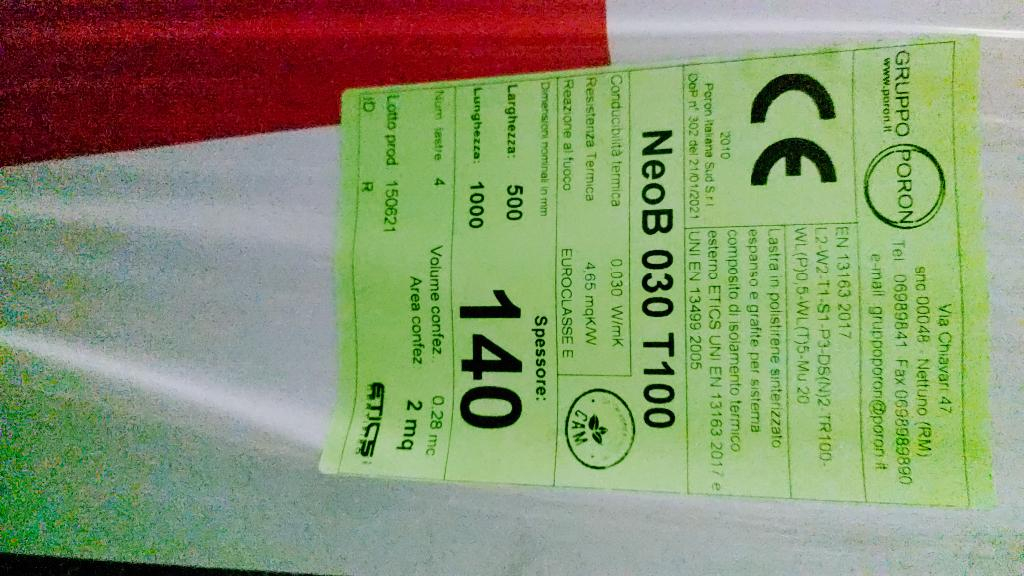 GRUPPO PORON
www.poron.it
Via Chiavari 47
snc 00048 - Nettuno (RM)
Tel. 06989841 Fax 0698989890
e-mail gruppoporon@poron.it
CE
2010
Poron Italiana Sud S.r.l.
DoP n° 302 del 21/01/2021
EN 13163:2017
L2-W2-T1-S1-P3-DS(N)2-TR100-
WL(P)0,5-WL(T)5-Mu 20
Lastra in polistirene sinterizzato
espanso e grafite per sistema
composito di isolamento termico
esterno ETICS UNI EN 13163:2017 e
UNI EN 13499:2005
NeoB 030 T100
Conducibilità termica 0.030 W/mK
Resistenza Termica 4.65 mqK/W
Reazione al fuoco EUROCLASSE E
CAM
Dimensioni nominali in mm
Larghezza: 500
Lunghezza: 1000
Spessore:
140
Num lastre 4
Volume confez. 0.28 mc
Lotto prod 150621
Area confez. 2 mq
ID R
ETICS